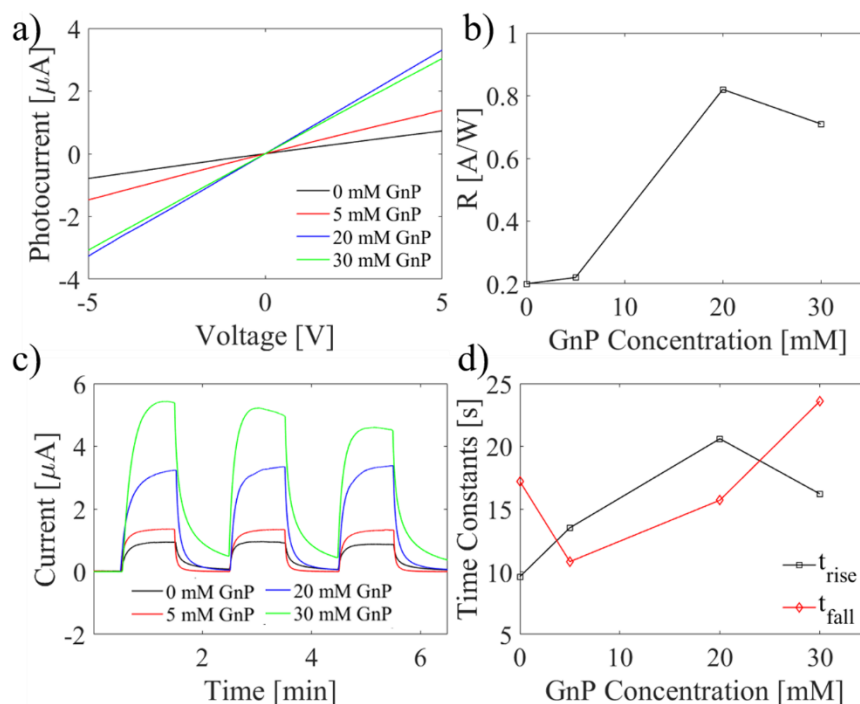 a)
Photocurrent [μA]
4
2
0
-2
-4
-5
0
5
Voltage [V]
0 mM GnP
5 mM GnP
20 mM GnP
30 mM GnP
b)
R [A/W]
1
0.8
0.6
0.4
0.2
0
10
20
30
GnP Concentration [mM]
c)
Current [μA]
6
4
2
0
-2
2
4
6
Time [min]
0 mM GnP
20 mM GnP
5 mM GnP
30 mM GnP
d)
Time Constants [s]
25
20
15
10
5
0
10
20
30
GnP Concentration [mM]
t_rise
t_fall